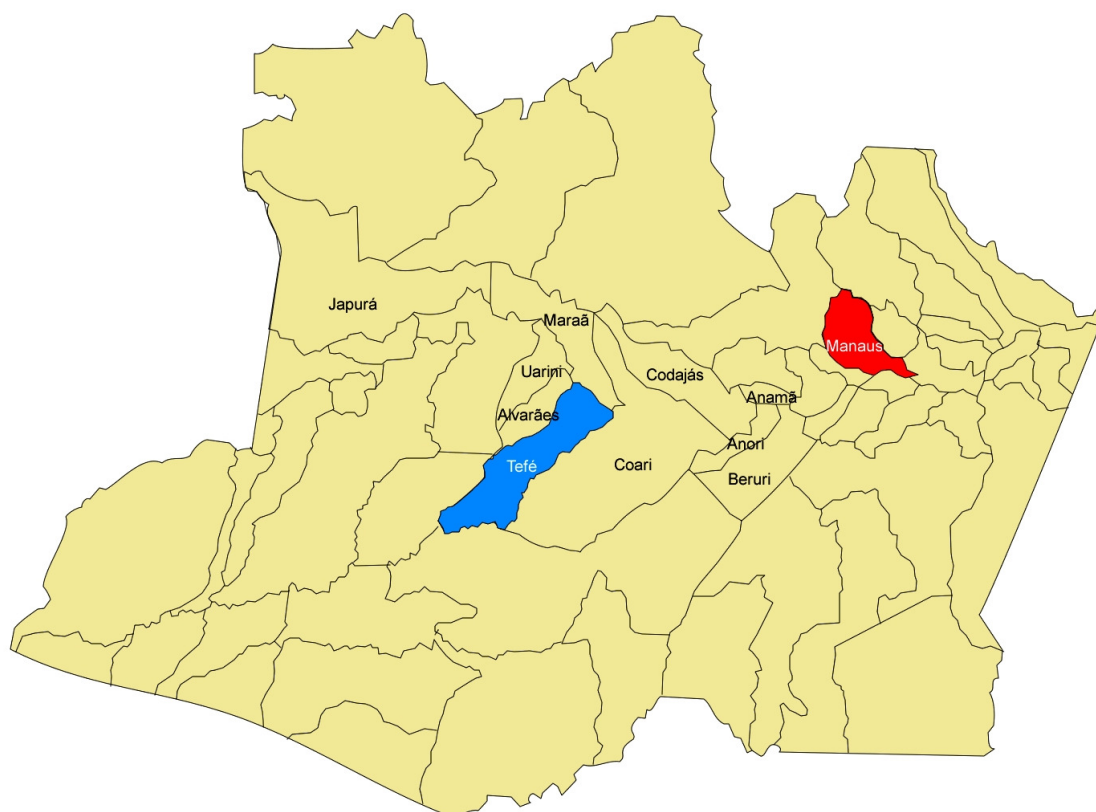 Japurá
Maraã
Manaus
Uarini
Codajás
Anamã
Alvarães
Anori
Tefé
Coari
Beruri